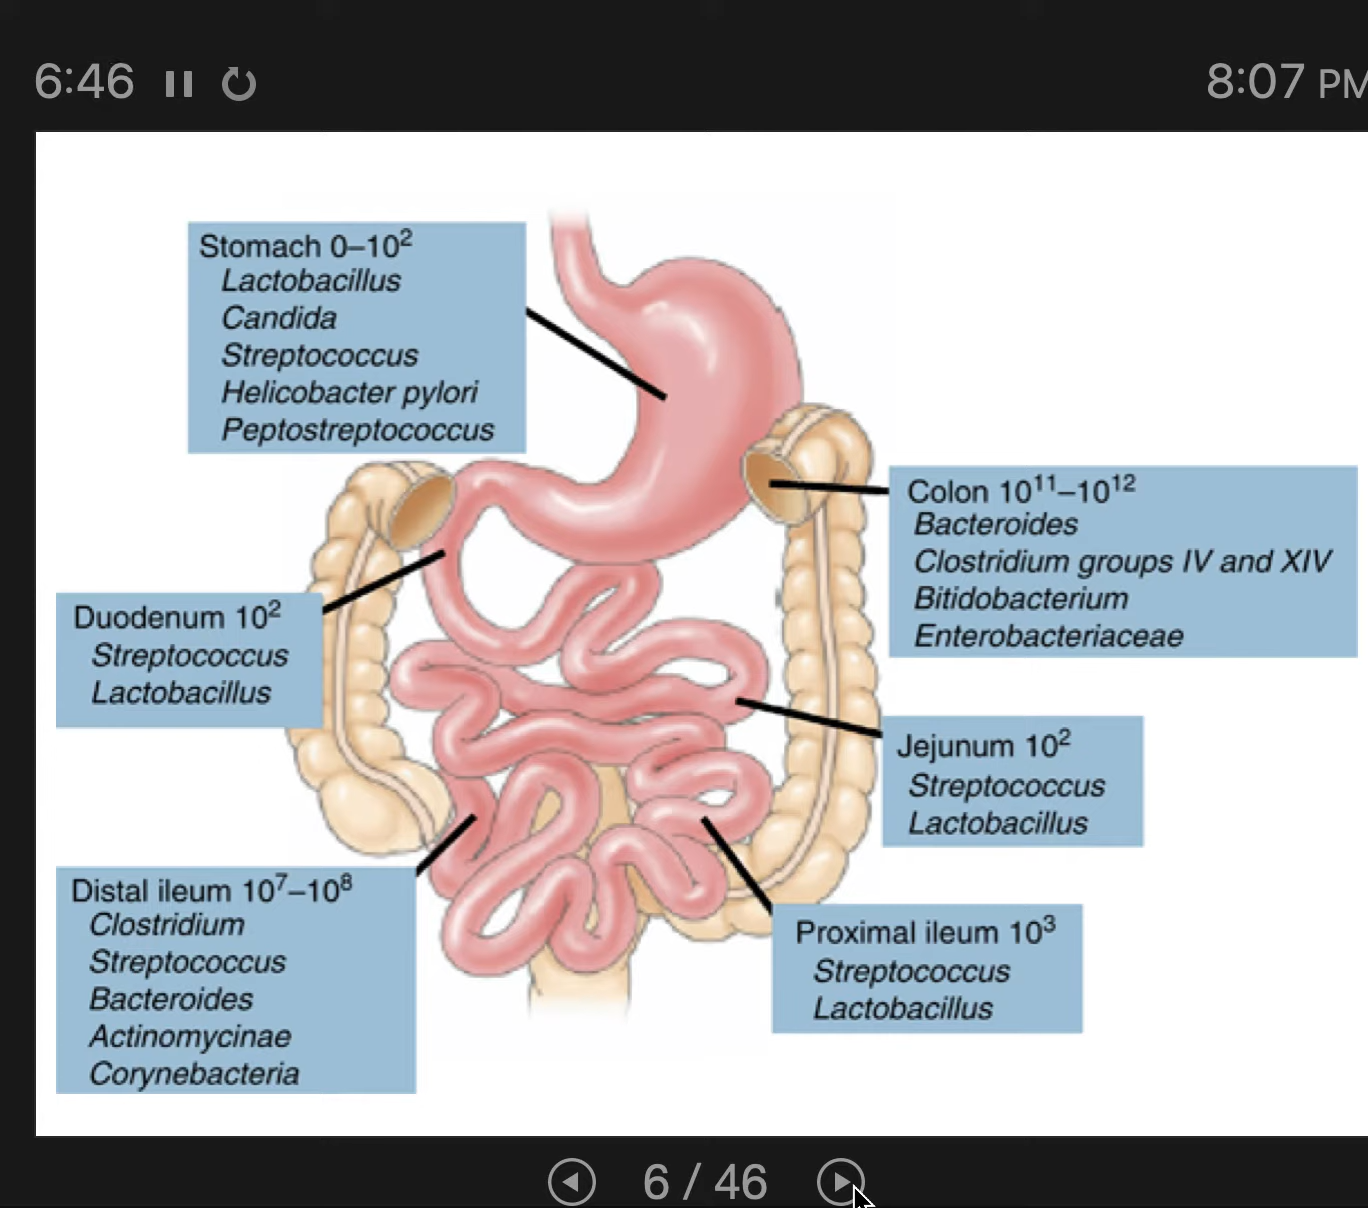 6:46
8:07 PM
Stomach 0–10²
Lactobacillus
Candida
Streptococcus
Helicobacter pylori
Peptostreptococcus
Colon 10¹¹–10¹²
Bacteroides
Clostridium groups IV and XIV
Bitidobacterium
Enterobacteriaceae
Duodenum 10²
Streptococcus
Lactobacillus
Jejunum 10²
Streptococcus
Lactobacillus
Distal ileum 10⁷–10⁸
Clostridium
Streptococcus
Bacteroides
Actinomycinae
Corynebacteria
Proximal ileum 10³
Streptococcus
Lactobacillus
6 / 46